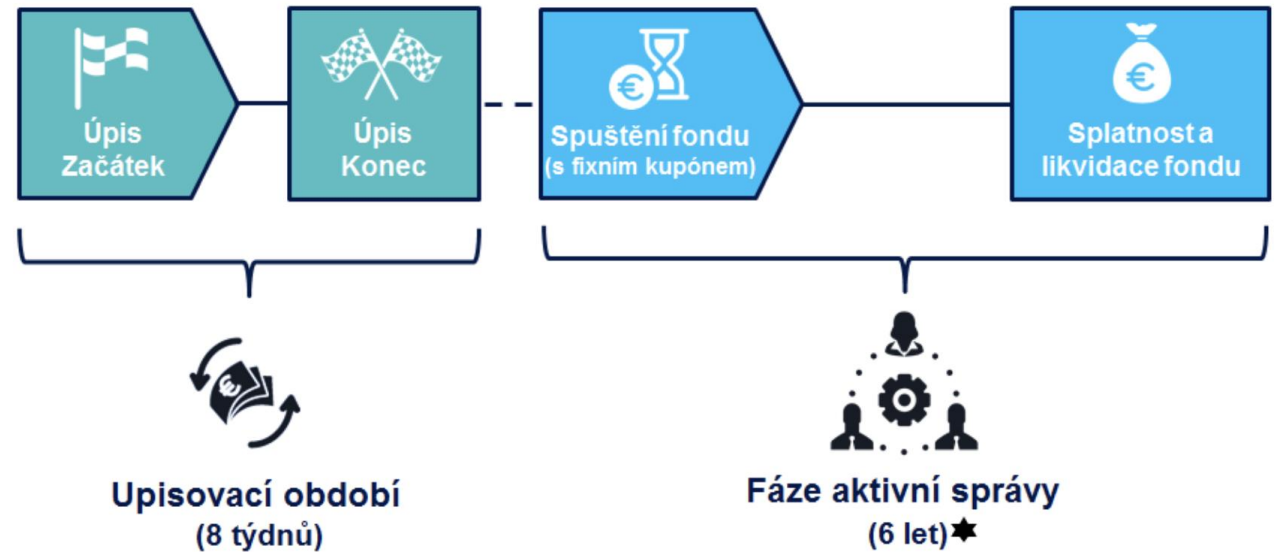 Úpis
Začátek
Úpis
Konec
€
Spuštění fondu
(s fixním kupónem)
€
Splatnost a
likvidace fondu
€
Upisovací období
(8 týdnů)
Fáze aktivní správy
(6 let)★